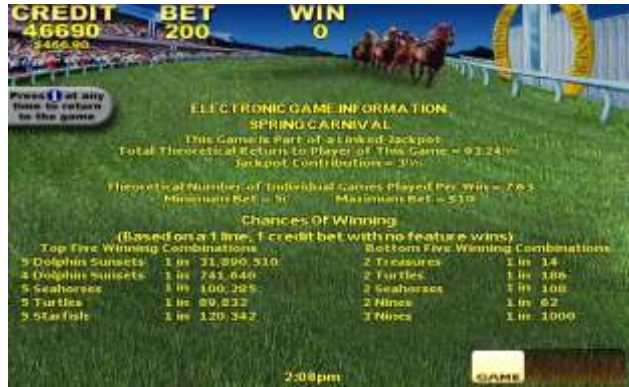 CREDIT BET WIN
46690 200 0
$466.90
Press 1 at any
time to return
to the game
ELECTRONIC GAME INFORMATION
SPRING CARNIVAL
This Game is Part of a Linked Jackpot
Total Theoretical Return to Player of This Game = 93.24%
Jackpot Contribution = 3%
Theoretical Number of Individual Games Played Per Win = 7.63
Minimum Bet = 5c Maximum Bet = $10
Chances Of Winning
(Based on a 1 line, 1 credit bet with no feature wins)
Top Five Winning Combinations Bottom Five Winning Combinations
5 Dolphin Sunsets 1 in 31,890,510 2 Treasures 1 in 14
4 Dolphin Sunsets 1 in 241,640 2 Turtles 1 in 186
5 Seahorses 1 in 100,285 2 Seahorses 1 in 108
5 Turtles 1 in 89,832 2 Nines 1 in 62
5 Starfish 1 in 120,342 3 Nines 1 in 1000
2:08pm
GAME